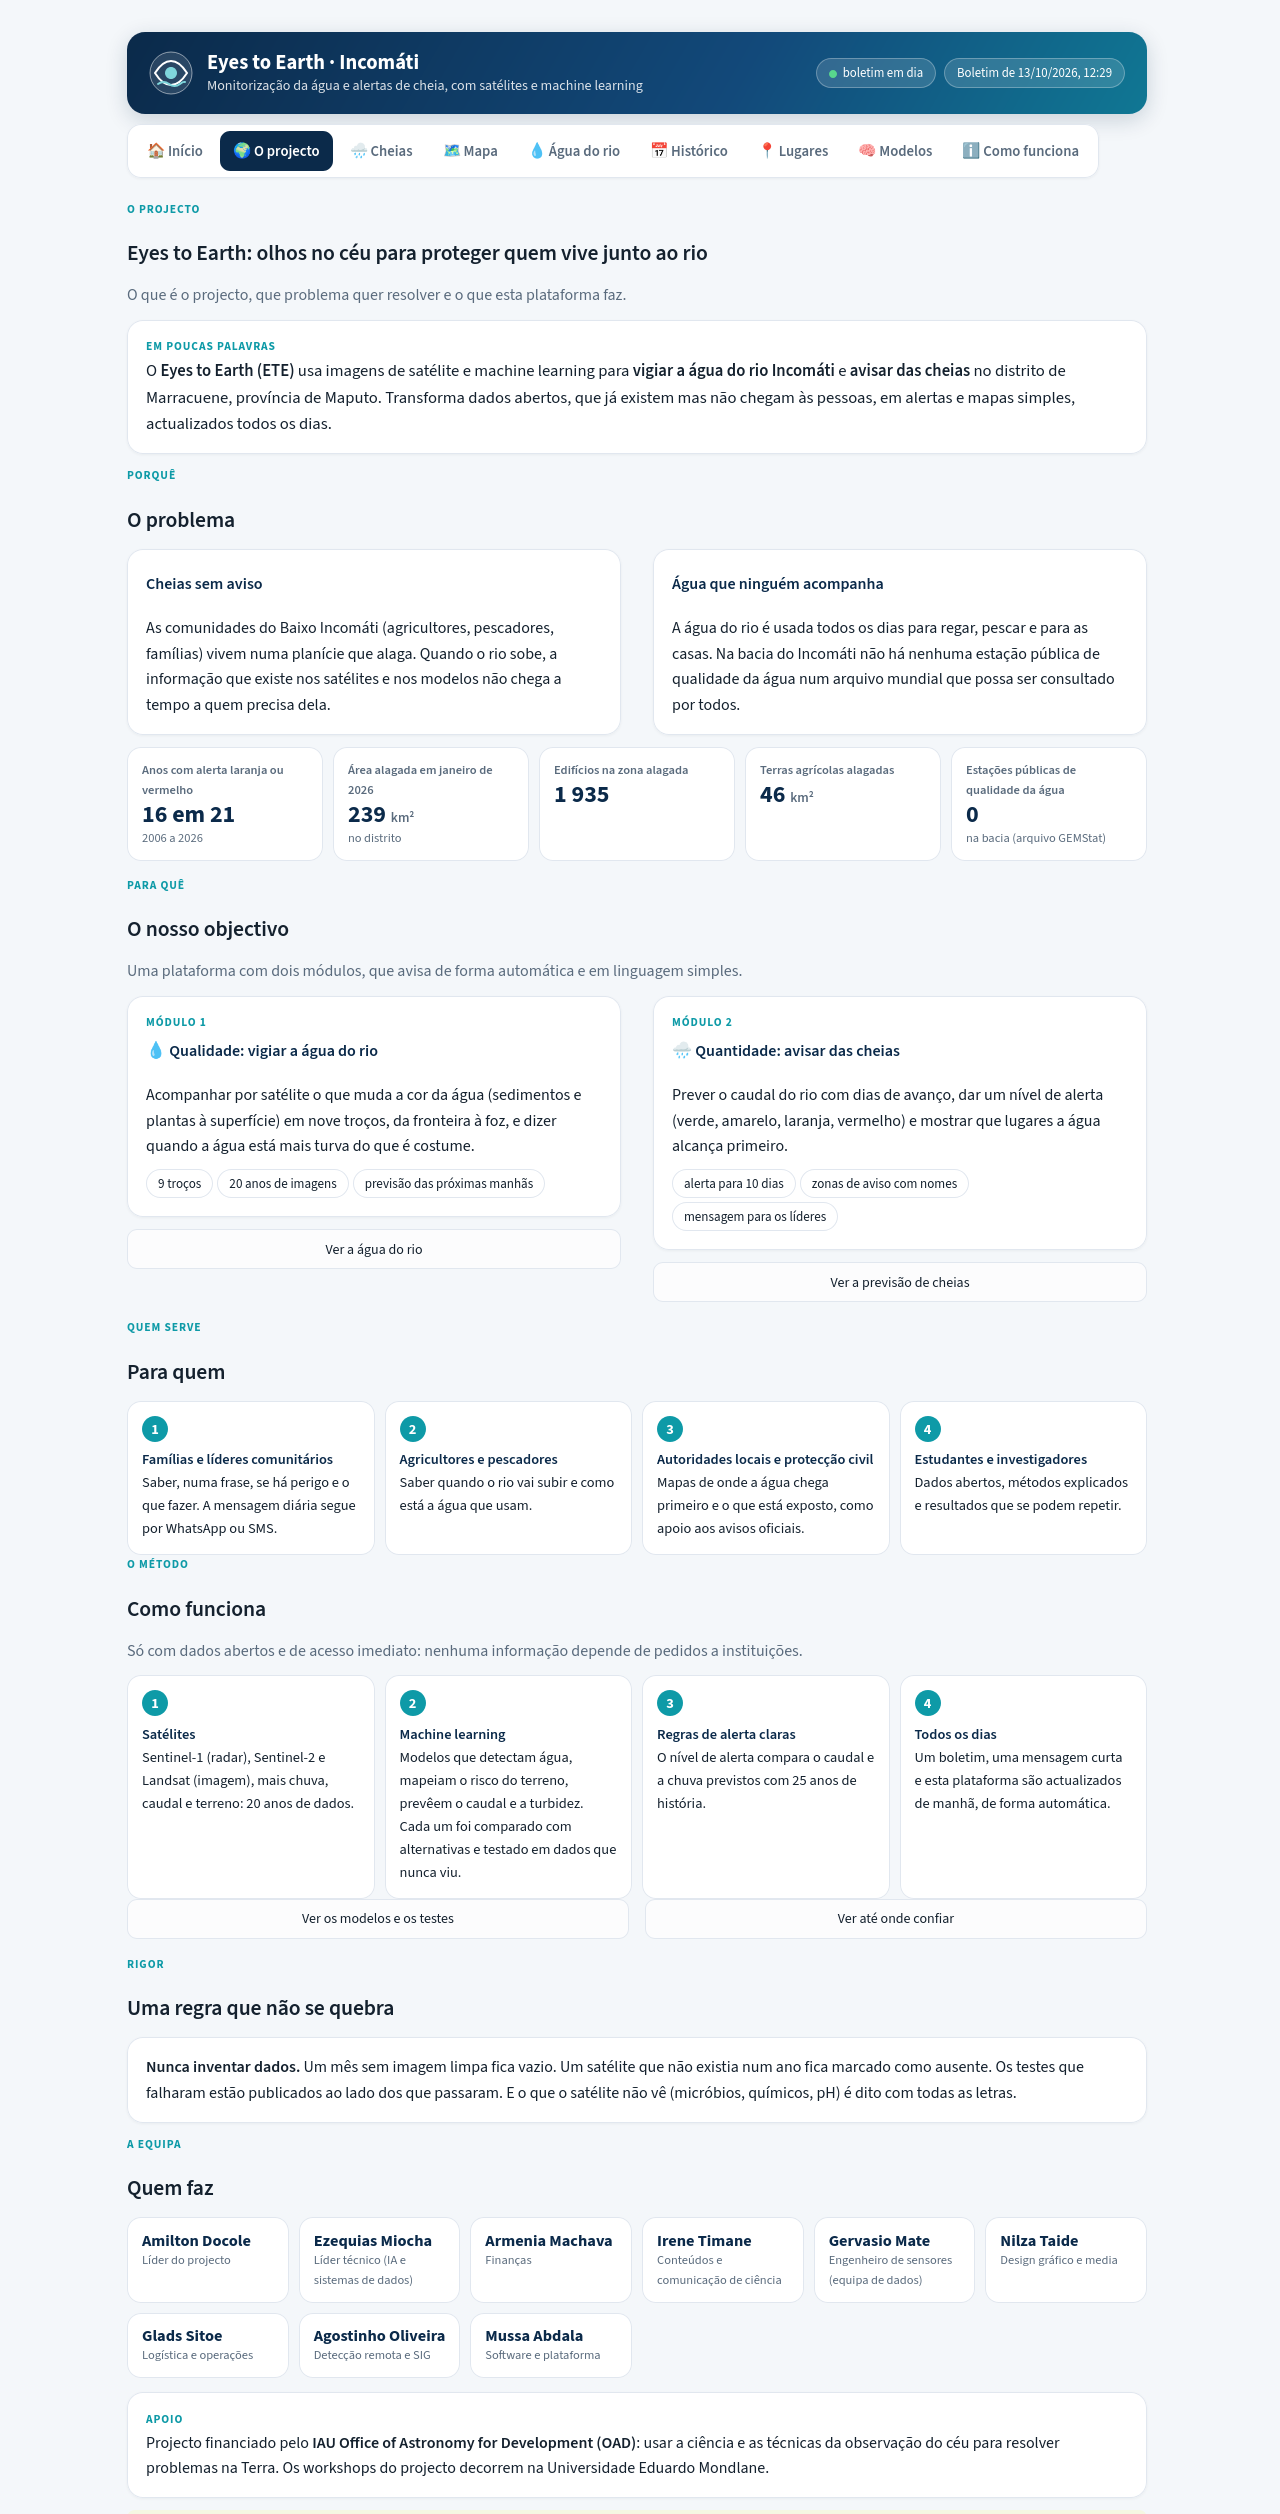 Eyes to Earth · Incomáti
Monitorização da água e alertas de cheia, com satélites e machine learning
boletim em dia
Boletim de 13/10/2026, 12:29
Início
O projecto
Cheias
Mapa
Água do rio
Histórico
Lugares
Modelos
Como funciona
O PROJECTO
Eyes to Earth: olhos no céu para proteger quem vive junto ao rio
O que é o projecto, que problema quer resolver e o que esta plataforma faz.
EM POUCAS PALAVRAS
O Eyes to Earth (ETE) usa imagens de satélite e machine learning para vigiar a água do rio Incomáti e avisar das cheias no distrito de
Marracuene, província de Maputo. Transforma dados abertos, que já existem mas não chegam às pessoas, em alertas e mapas simples,
actualizados todos os dias.
PORQUÊ
O problema
Cheias sem aviso
As comunidades do Baixo Incomáti (agricultores, pescadores,
famílias) vivem numa planície que alaga. Quando o rio sobe, a
informação que existe nos satélites e nos modelos não chega a
tempo a quem precisa dela.
Água que ninguém acompanha
A água do rio é usada todos os dias para regar, pescar e para as
casas. Na bacia do Incomáti não há nenhuma estação pública de
qualidade da água num arquivo mundial que possa ser consultado
por todos.
Anos com alerta laranja ou
vermelho
16 em 21
2006 a 2026
Área alagada em janeiro de
2026
239 km²
no distrito
Edifícios na zona alagada
1 935
Terras agrícolas alagadas
46 km²
Estações públicas de
qualidade da água
0
na bacia (arquivo GEMStat)
PARA QUÊ
O nosso objectivo
Uma plataforma com dois módulos, que avisa de forma automática e em linguagem simples.
MÓDULO 1
Qualidade: vigiar a água do rio
Acompanhar por satélite o que muda a cor da água (sedimentos e
plantas à superfície) em nove troços, da fronteira à foz, e dizer
quando a água está mais turva do que é costume.
9 troços
20 anos de imagens
previsão das próximas manhãs
Ver a água do rio
MÓDULO 2
Quantidade: avisar das cheias
Prever o caudal do rio com dias de avanço, dar um nível de alerta
(verde, amarelo, laranja, vermelho) e mostrar que lugares a água
alcança primeiro.
alerta para 10 dias
zonas de aviso com nomes
mensagem para os líderes
Ver a previsão de cheias
QUEM SERVE
Para quem
1
Famílias e líderes comunitários
Saber, numa frase, se há perigo e o
que fazer. A mensagem diária segue
por WhatsApp ou SMS.
2
Agricultores e pescadores
Saber quando o rio vai subir e como
está a água que usam.
3
Autoridades locais e protecção civil
Mapas de onde a água chega
primeiro e o que está exposto, como
apoio aos avisos oficiais.
4
Estudantes e investigadores
Dados abertos, métodos explicados
e resultados que se podem repetir.
O MÉTODO
Como funciona
Só com dados abertos e de acesso imediato: nenhuma informação depende de pedidos a instituições.
1
Satélites
Sentinel-1 (radar), Sentinel-2 e
Landsat (imagem), mais chuva,
caudal e terreno: 20 anos de dados.
2
Machine learning
Modelos que detectam água,
mapeiam o risco do terreno,
prevêem o caudal e a turbidez.
Cada um foi comparado com
alternativas e testado em dados que
nunca viu.
3
Regras de alerta claras
O nível de alerta compara o caudal e
a chuva previstos com 25 anos de
história.
4
Todos os dias
Um boletim, uma mensagem curta
e esta plataforma são actualizados
de manhã, de forma automática.
Ver os modelos e os testes
Ver até onde confiar
RIGOR
Uma regra que não se quebra
Nunca inventar dados. Um mês sem imagem limpa fica vazio. Um satélite que não existia num ano fica marcado como ausente. Os testes que
falharam estão publicados ao lado dos que passaram. E o que o satélite não vê (micróbios, químicos, pH) é dito com todas as letras.
A EQUIPA
Quem faz
Amilton Docole
Líder do projecto
Ezequias Miocha
Líder técnico (IA e
sistemas de dados)
Armenia Machava
Finanças
Irene Timane
Conteúdos e
comunicação de ciência
Gervasio Mate
Engenheiro de sensores
(equipa de dados)
Nilza Taide
Design gráfico e media
Glads Sitoe
Logística e operações
Agostinho Oliveira
Detecção remota e SIG
Mussa Abdala
Software e plataforma
APOIO
Projecto financiado pelo IAU Office of Astronomy for Development (OAD): usar a ciência e as técnicas da observação do céu para resolver
problemas na Terra. Os workshops do projecto decorrem na Universidade Eduardo Mondlane.